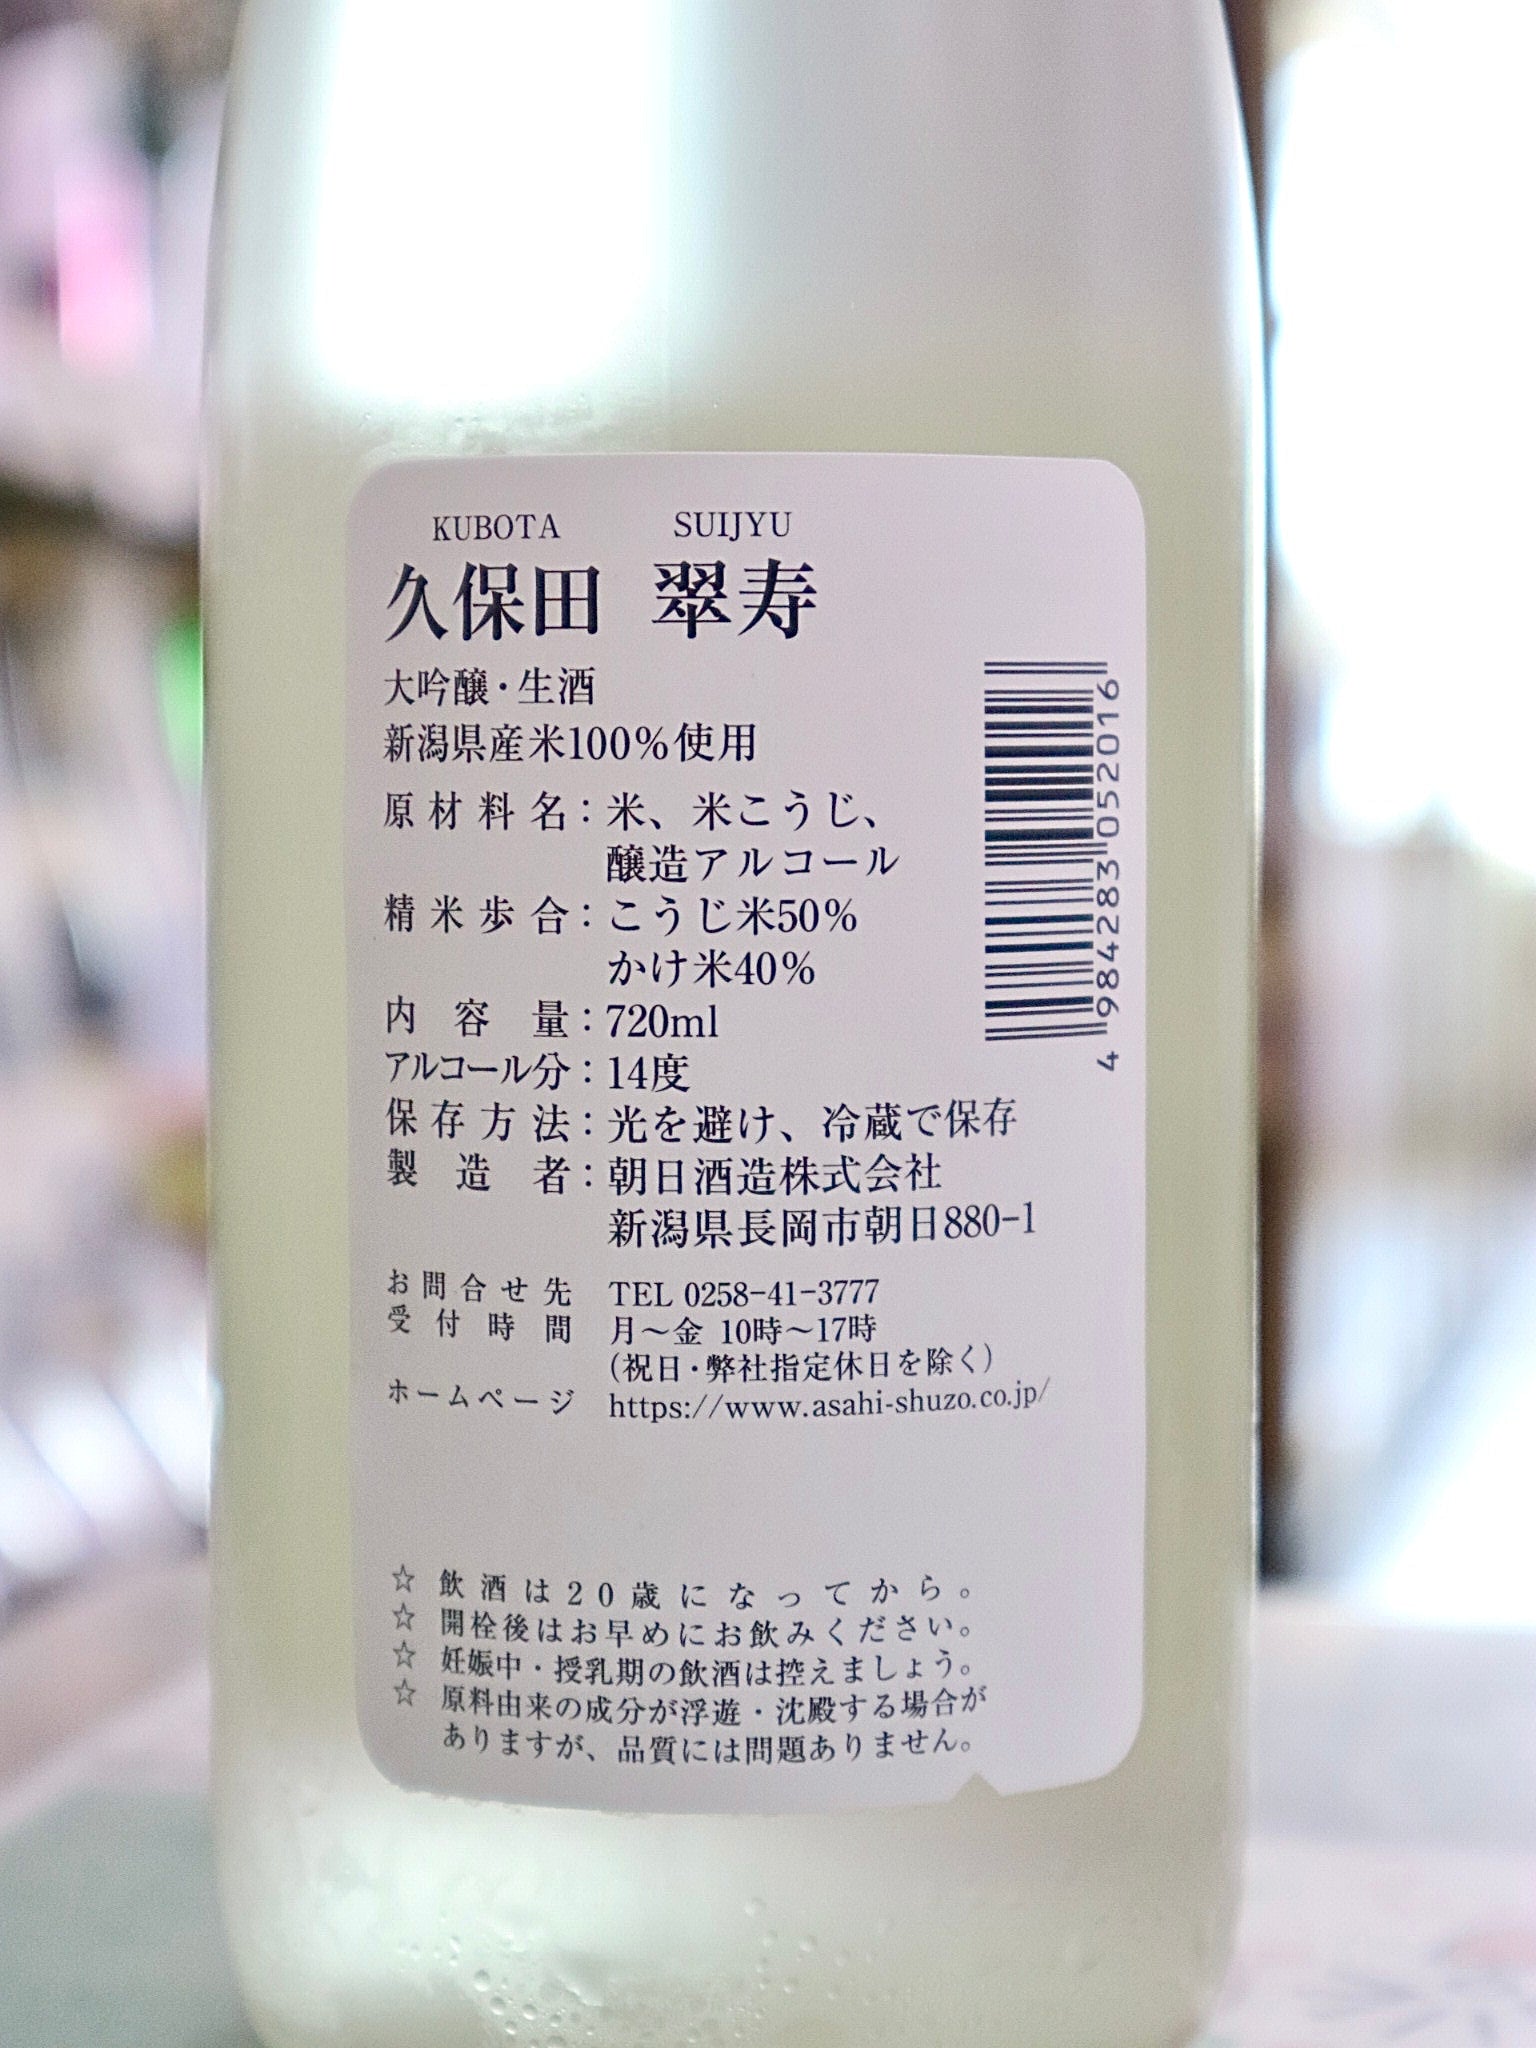 KUBOTA SUIJYU
久保田 翠寿
大吟醸・生酒
新潟県産米100%使用
原材料名：米、米こうじ、
醸造アルコール
精米歩合：こうじ米50%
かけ米40%
内容量：720ml
アルコール分：14度
保存方法：光を避け、冷蔵で保存
製造者：朝日酒造株式会社
新潟県長岡市朝日880-1
お問合せ先 TEL 0258-41-3777
受付時間 月〜金 10時〜17時
(祝日・弊社指定休日を除く)
ホームページ https://www.asahi-shuzo.co.jp/
☆ 飲酒は20歳になってから。
☆ 開栓後はお早めにお飲みください。
☆ 妊娠中・授乳期の飲酒は控えましょう。
☆ 原料由来の成分が浮遊・沈殿する場合が
ありますが、品質には問題ありません。
4 984283 052016